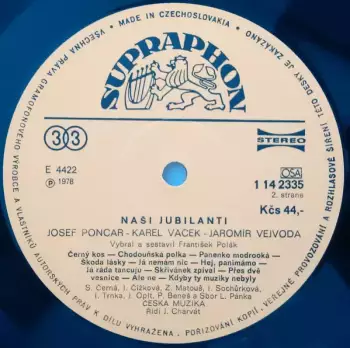 MADE IN CZECHOSLOVAKIA
VŠECHNA PRÁVA GRAMOFONOVÉHO VÝROBCE A VLASTNÍKŮ AUTORSKÝCH PRÁV K DÍLU VYHRAŽENA. POŘIZOVÁNÍ KOPIÍ, VEŘEJNÉ PROVOZOVÁNÍ A ROZHLASOVÉ ŠÍŘENÍ TÉTO DESKY JE ZAKÁZÁNO
SUPRAPHON
33
STEREO
E 4422
Ⓟ 1978
OSA
1 14 2335
2. strana
Kčs 44,-
NAŠI JUBILANTI
JOSEF PONCAR - KAREL VACEK - JAROMÍR VEJVODA
Vybral a sestavil František Polák
Černý kos — Chodouňská polka — Panenko modrooká —
Škoda lásky — Já nemám nic — Hej, panímámo —
Já ráda tancuju — Skřivánek zpíval — Přes dvě
vesnice — Ale ne — Kdyby ty muziky nebyly
S. Černá, J. Čížkové, Z. Matouš, I. Sochůrková,
I. Trnka, J. Oplt, P. Beneš a Sbor L. Pánka
ČESKÁ MUZIKA
Řídí J. Charvát